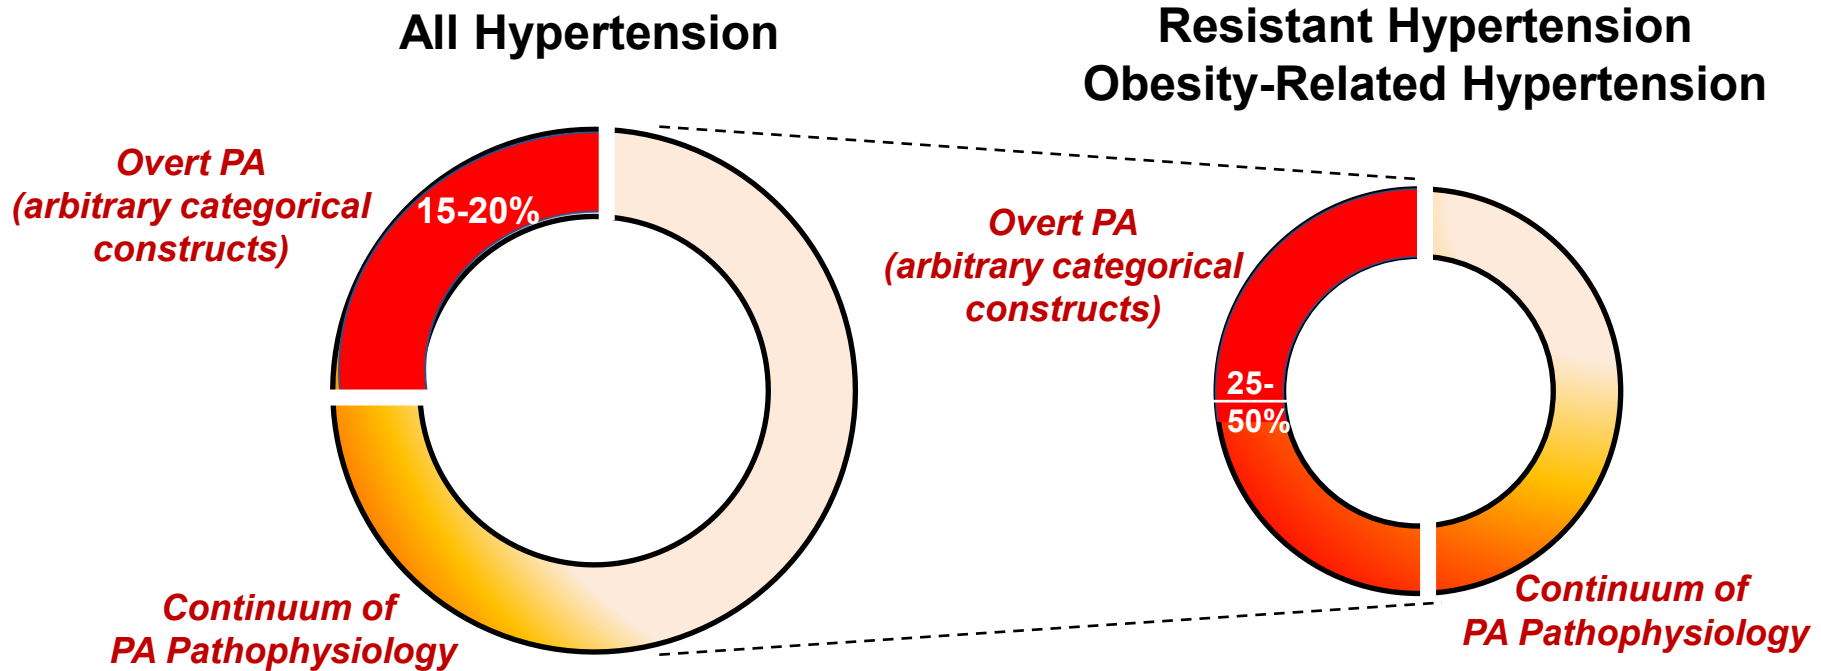 All Hypertension
Resistant Hypertension
Obesity-Related Hypertension
Overt PA
(arbitrary categorical
constructs)
15-20%
Overt PA
(arbitrary categorical
constructs)
25-
50%
Continuum of
PA Pathophysiology
Continuum of
PA Pathophysiology